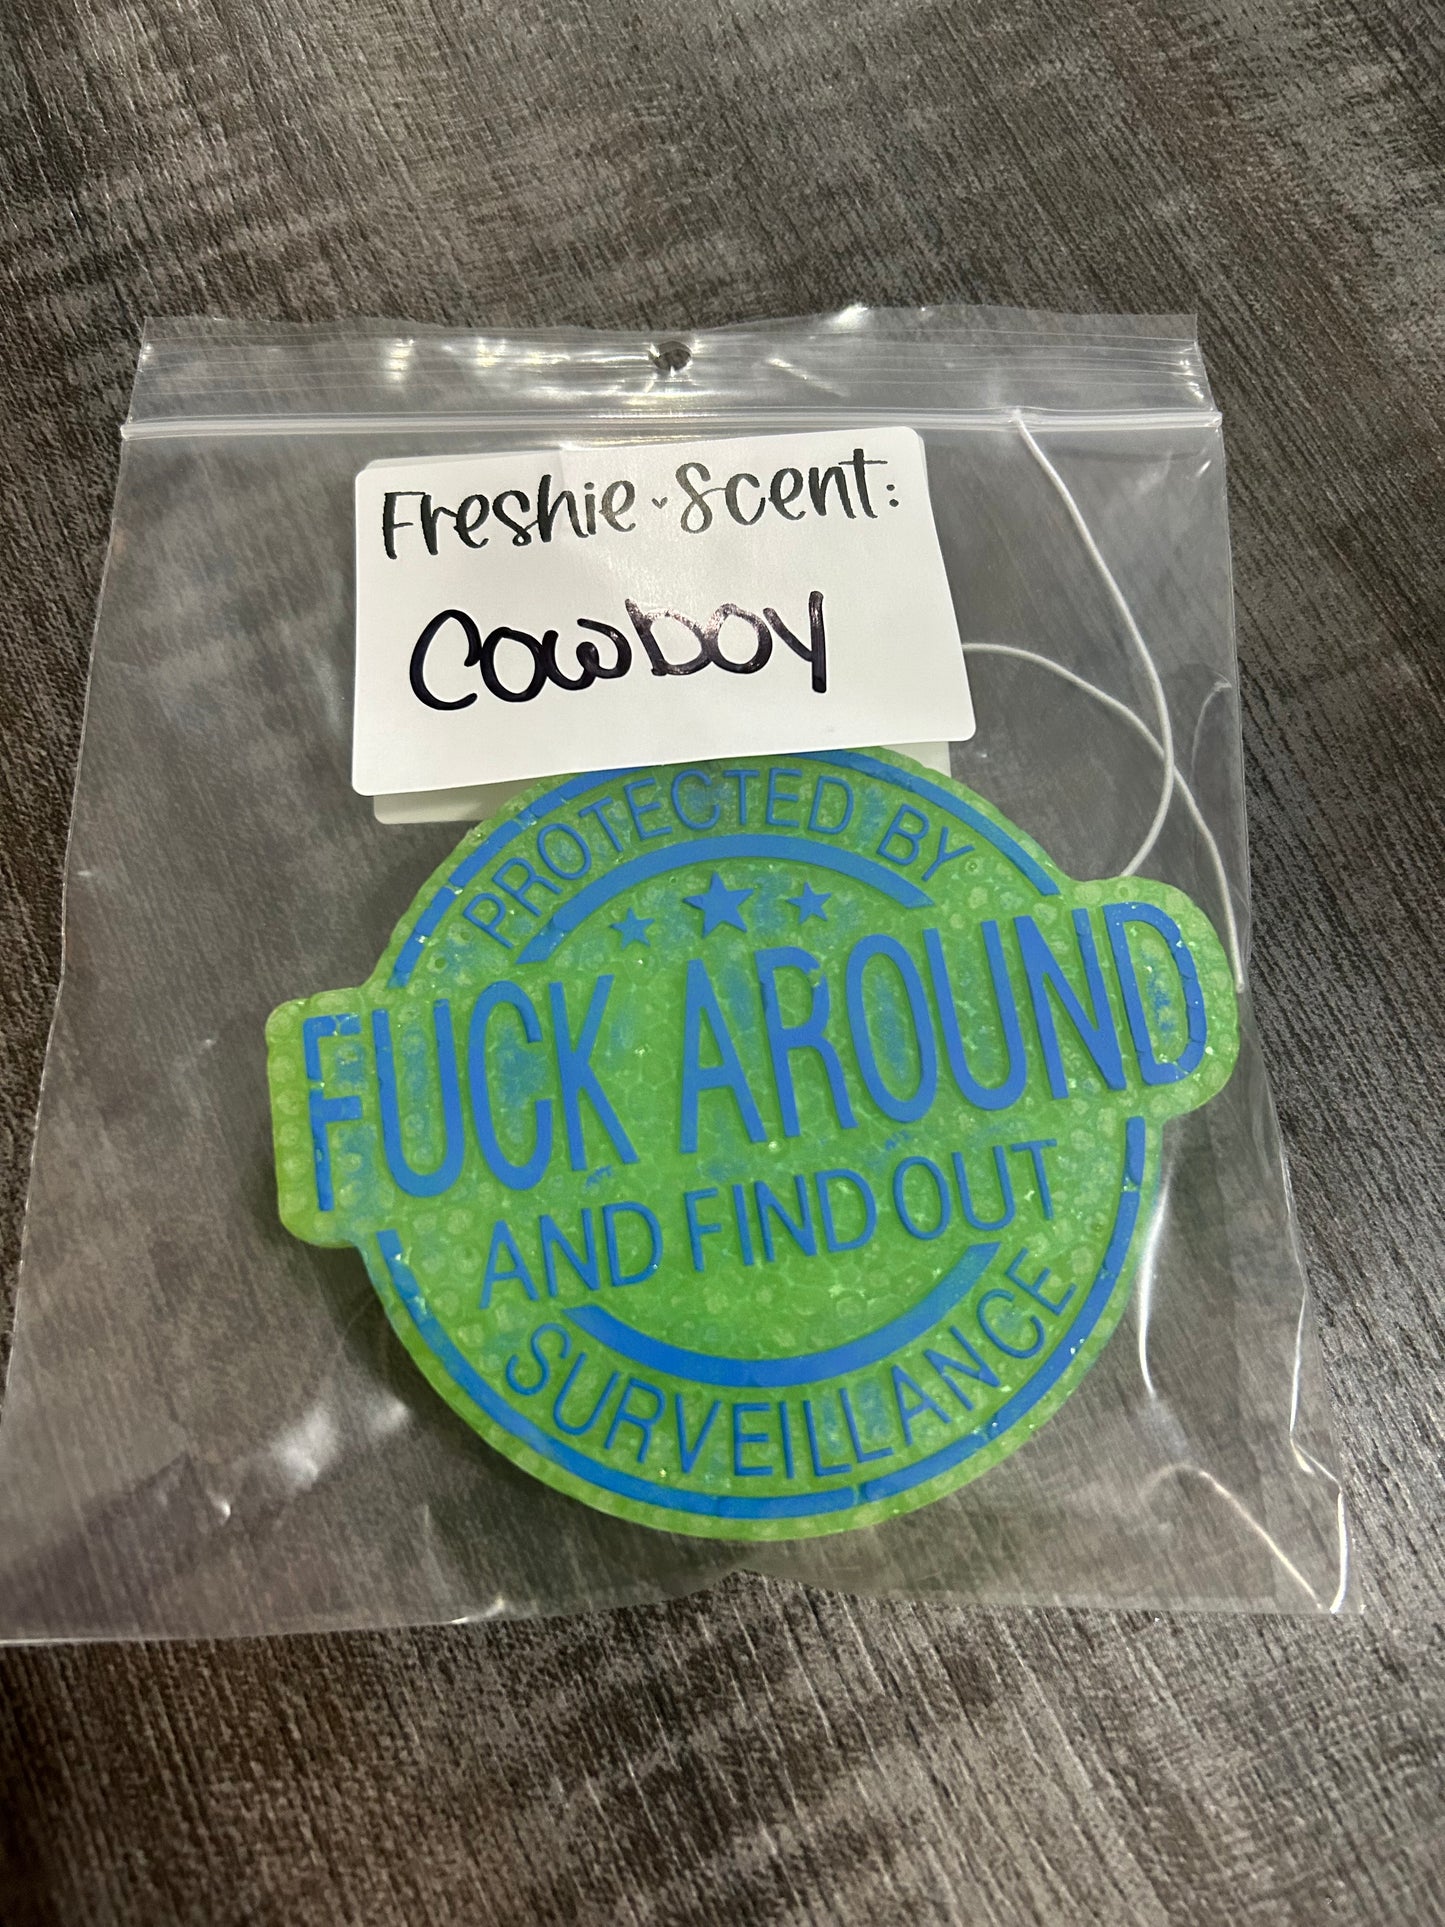 Freshie Scent:
Cowboy
PROTECTED BY
FUCK AROUND
AND FIND OUT
SURVEILLANCE